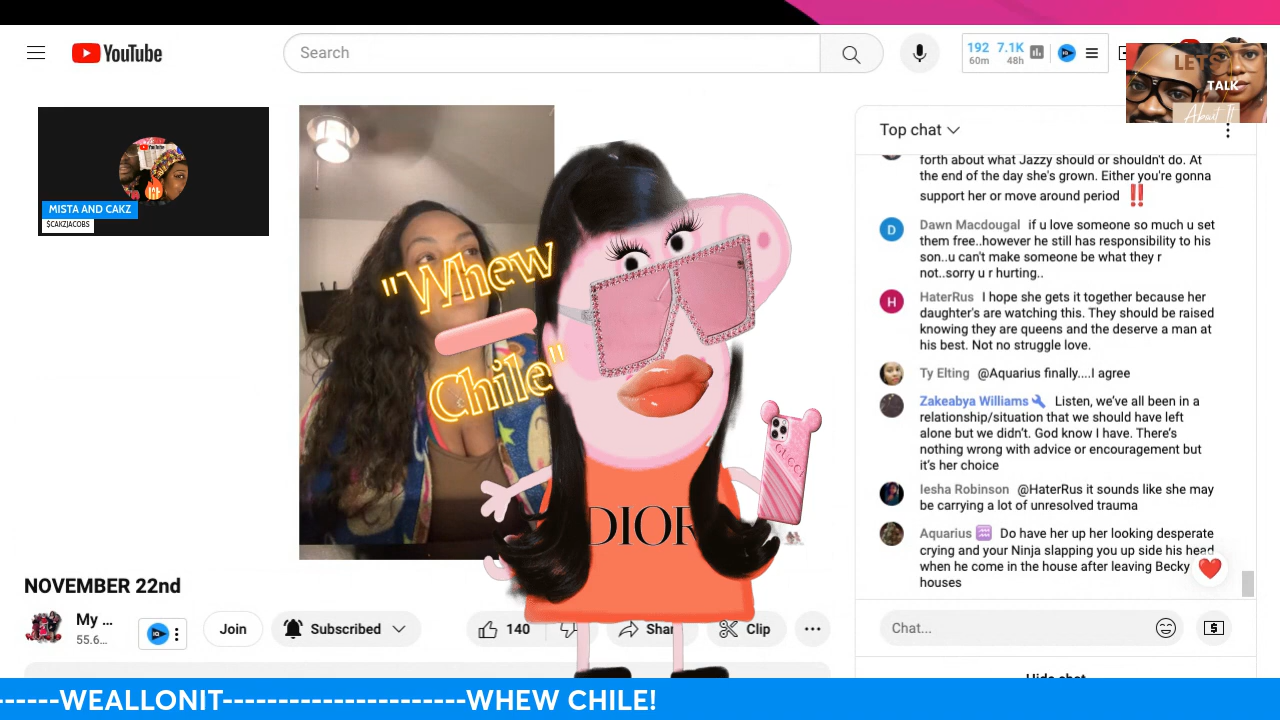 YouTube
Search
192 7.1K
60m 48h
LETS
TALK
About It
MISTA AND CAKZ
$CAKZJACOBS
"Whew
Chile"
GUCCI
DIOR
Top chat
forth about what Jazzy should or shouldn't do. At
the end of the day she's grown. Either you're gonna
support her or move around period ‼️
D
Dawn Macdougal if u love someone so much u set
them free..however he still has responsibility to his
son..u can't make someone be what they r
not..sorry u r hurting..
H
HaterRus I hope she gets it together because her
daughter's are watching this. They should be raised
knowing they are queens and the deserve a man at
his best. Not no struggle love.
Ty Elting @Aquarius finally....I agree
Zakeabya Williams Listen, we've all been in a
relationship/situation that we should have left
alone but we didn't. God know I have. There's
nothing wrong with advice or encouragement but
it's her choice
Iesha Robinson @HaterRus it sounds like she may
be carrying a lot of unresolved trauma
Aquarius ♒ Do have her up her looking desperate
crying and your Ninja slapping you up side his head
when he come in the house after leaving Becky
houses
Chat...
Hide chat
NOVEMBER 22nd
My ...
55.6...
Join
Subscribed
140
Shar
Clip
------WEALLONIT-----------------------WHEW CHILE!